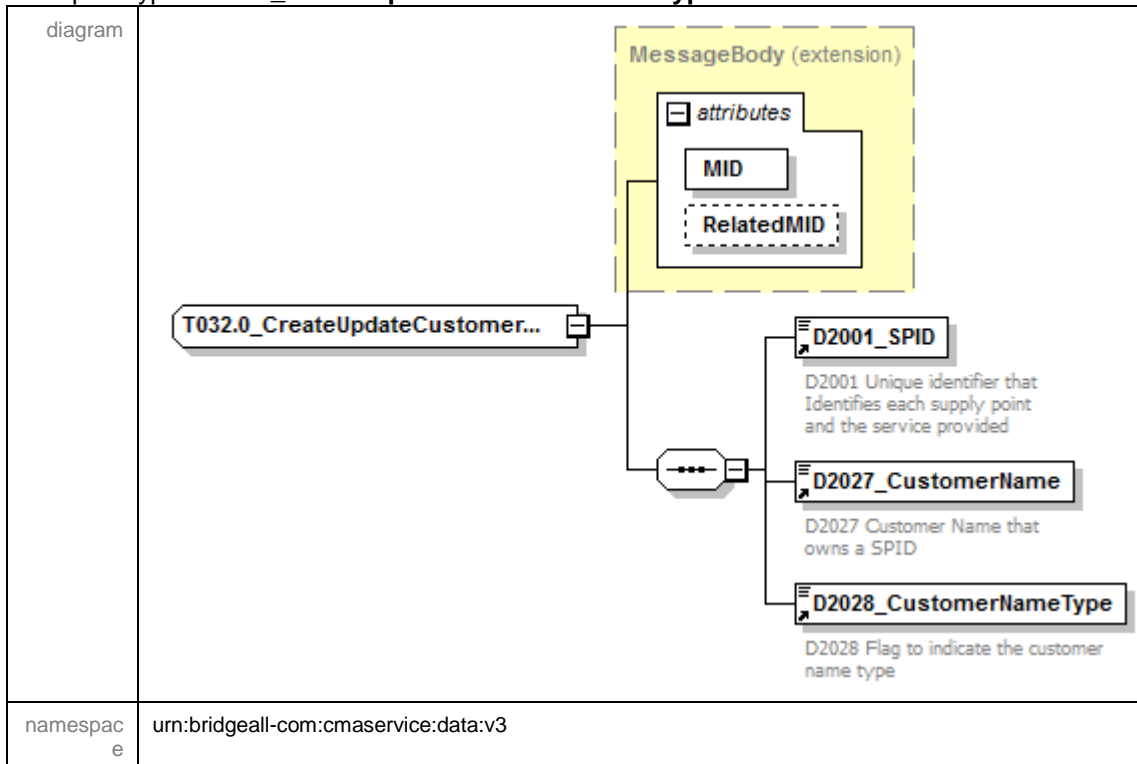 diagram
MessageBody (extension)
attributes
MID
RelatedMID
T032.0_CreateUpdateCustomer...
D2001_SPID
D2001 Unique identifier that
Identifies each supply point
and the service provided
D2027_CustomerName
D2027 Customer Name that
owns a SPID
D2028_CustomerNameType
D2028 Flag to indicate the customer
name type
namespac
e
urn:bridgeall-com:cmaservice:data:v3